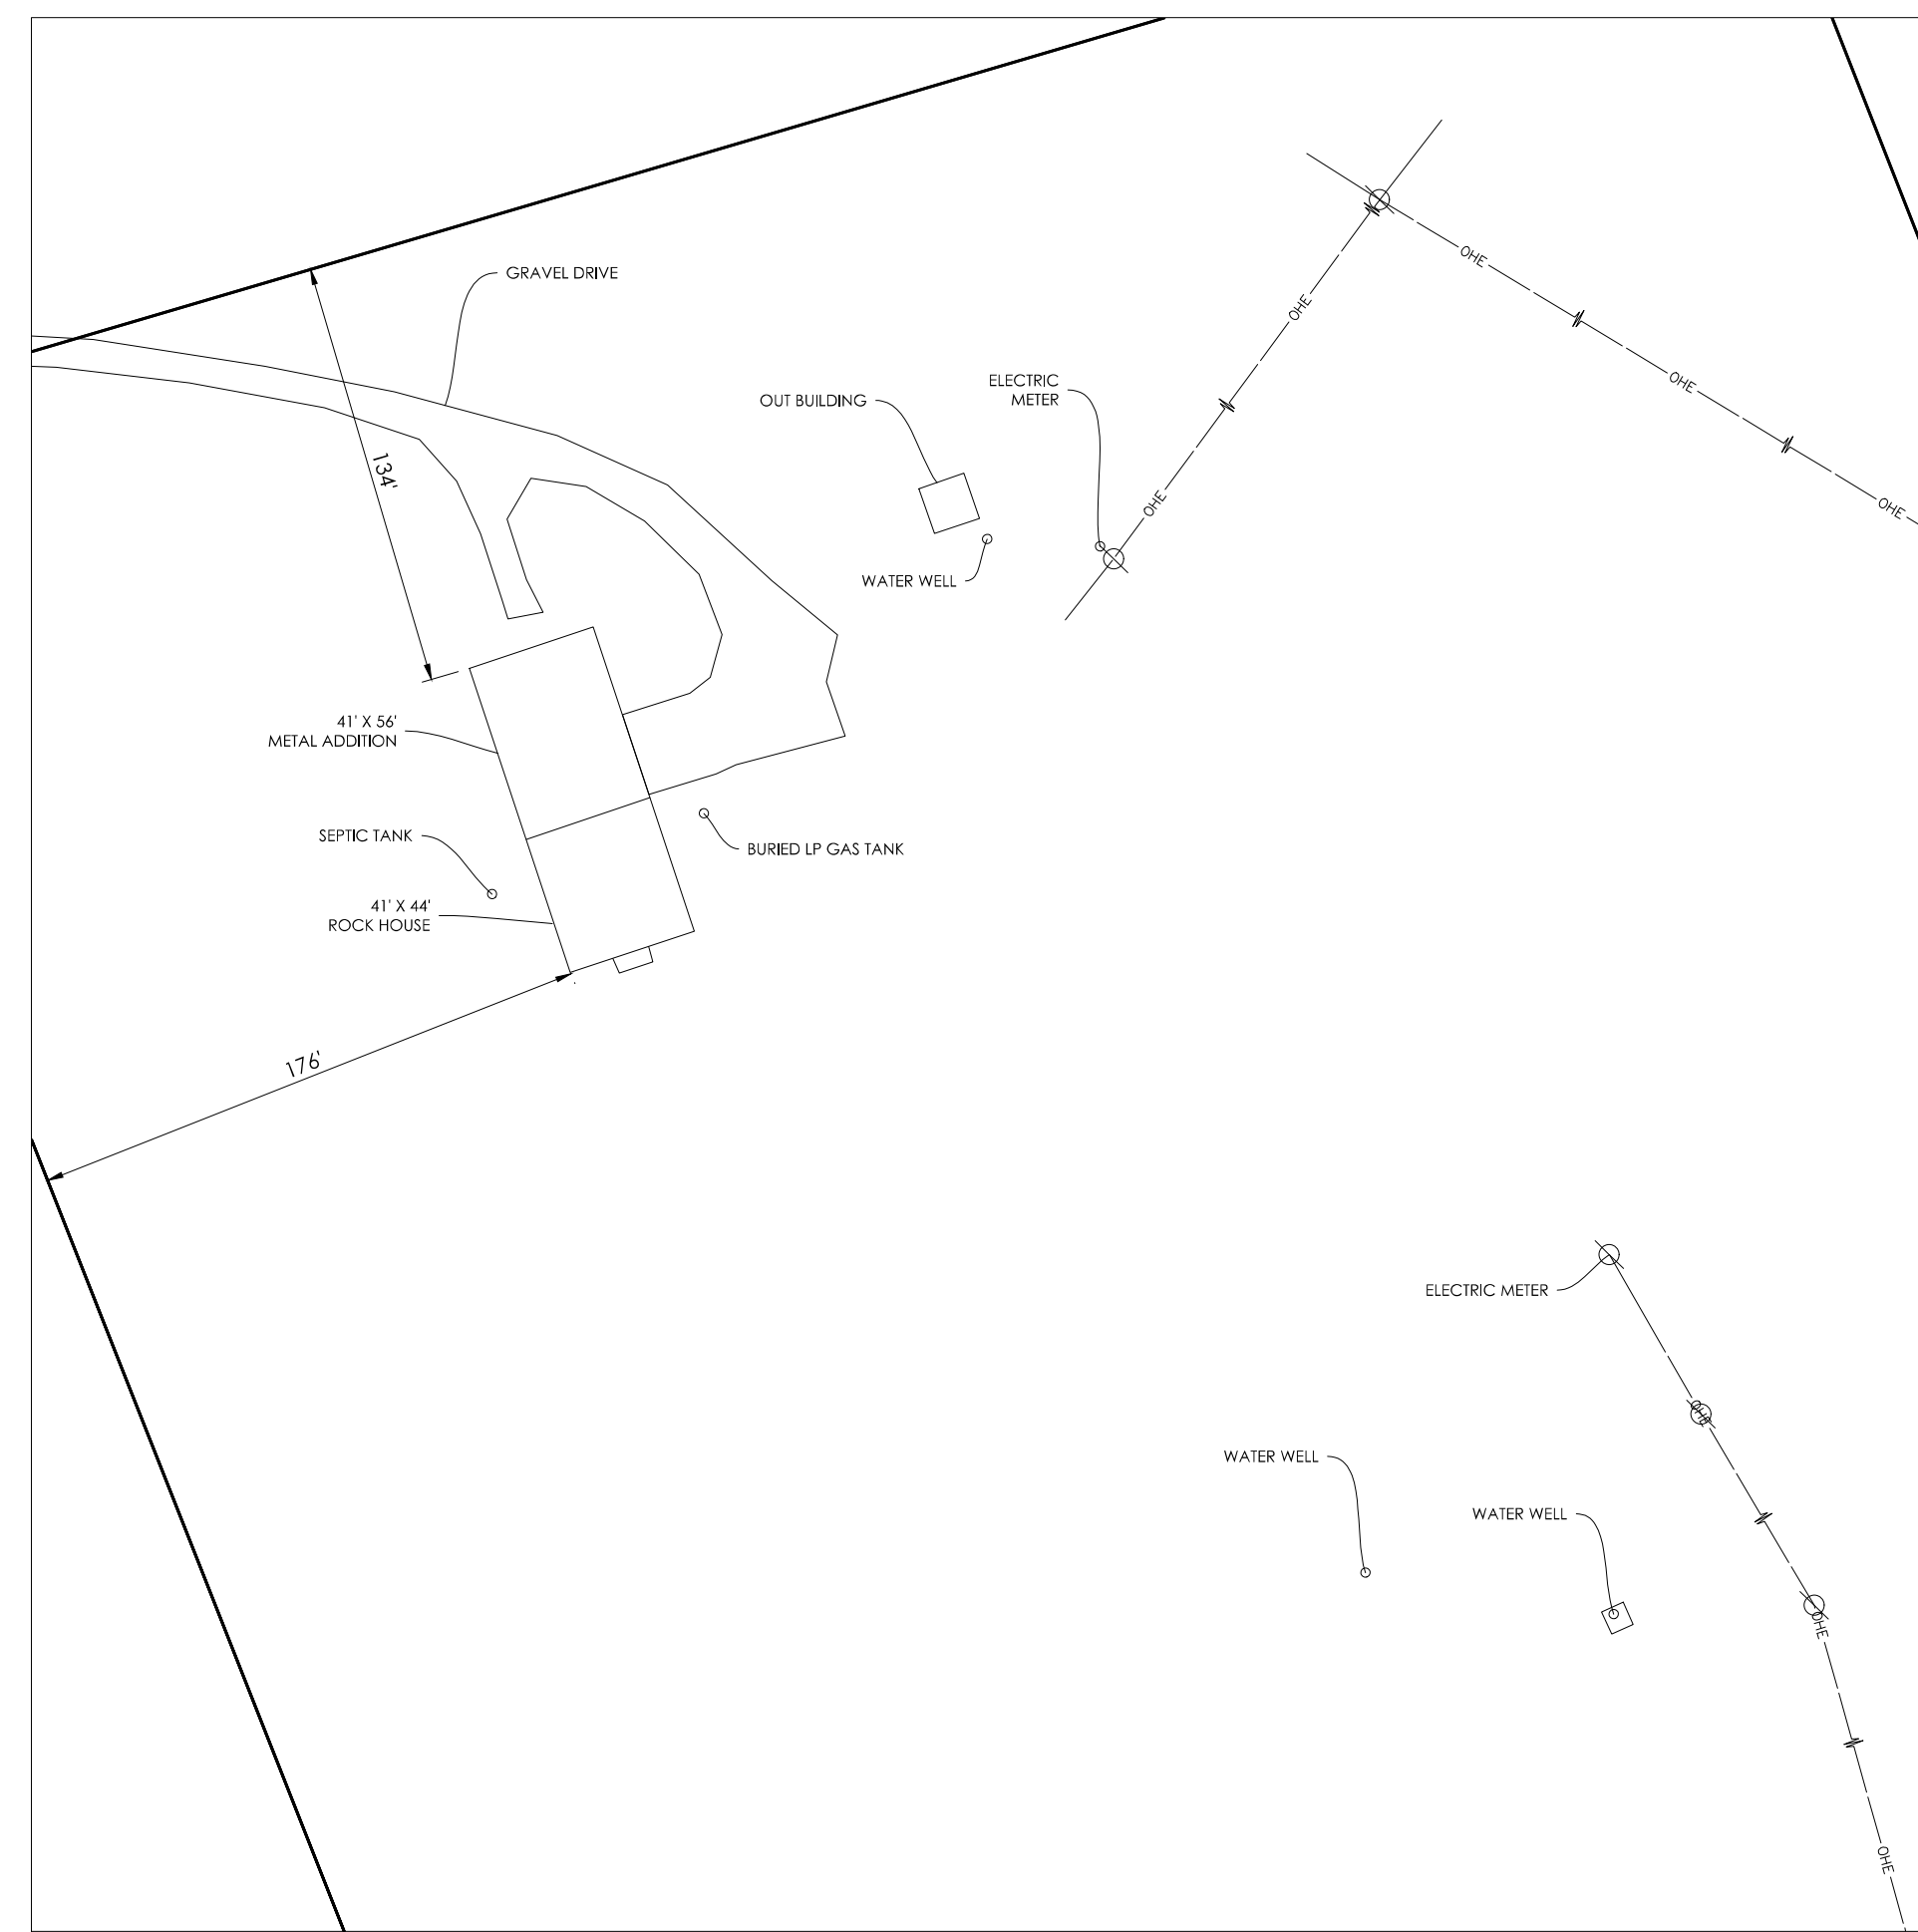 OHE
GRAVEL DRIVE
OHE
ELECTRIC
METER
OHE
OUT BUILDING
134'
OHE
OHE
WATER WELL
41' X 56'
METAL ADDITION
SEPTIC TANK
BURIED LP GAS TANK
41' X 44'
ROCK HOUSE
176'
ELECTRIC METER
OHE
WATER WELL
WATER WELL
OHE
OHE